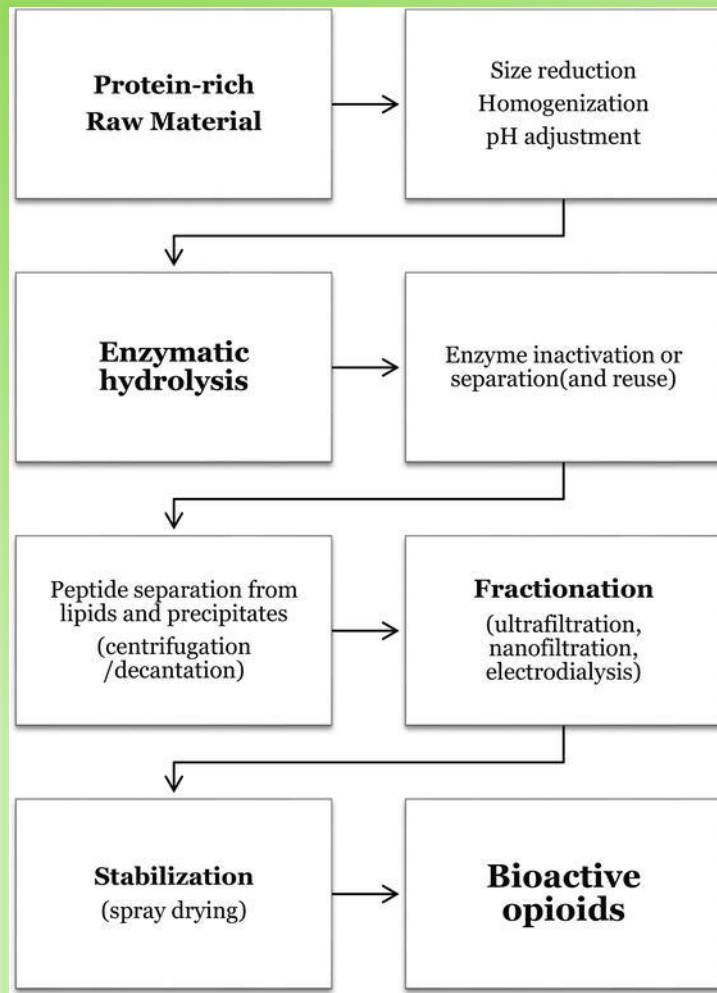 Protein-rich
Raw Material
Size reduction
Homogenization
pH adjustment
Enzymatic
hydrolysis
Enzyme inactivation or
separation(and reuse)
Peptide separation from
lipids and precipitates
(centrifugation
/decantation)
Fractionation
(ultrafiltration,
nanofiltration,
electrodialysis)
Stabilization
(spray drying)
Bioactive
opioids